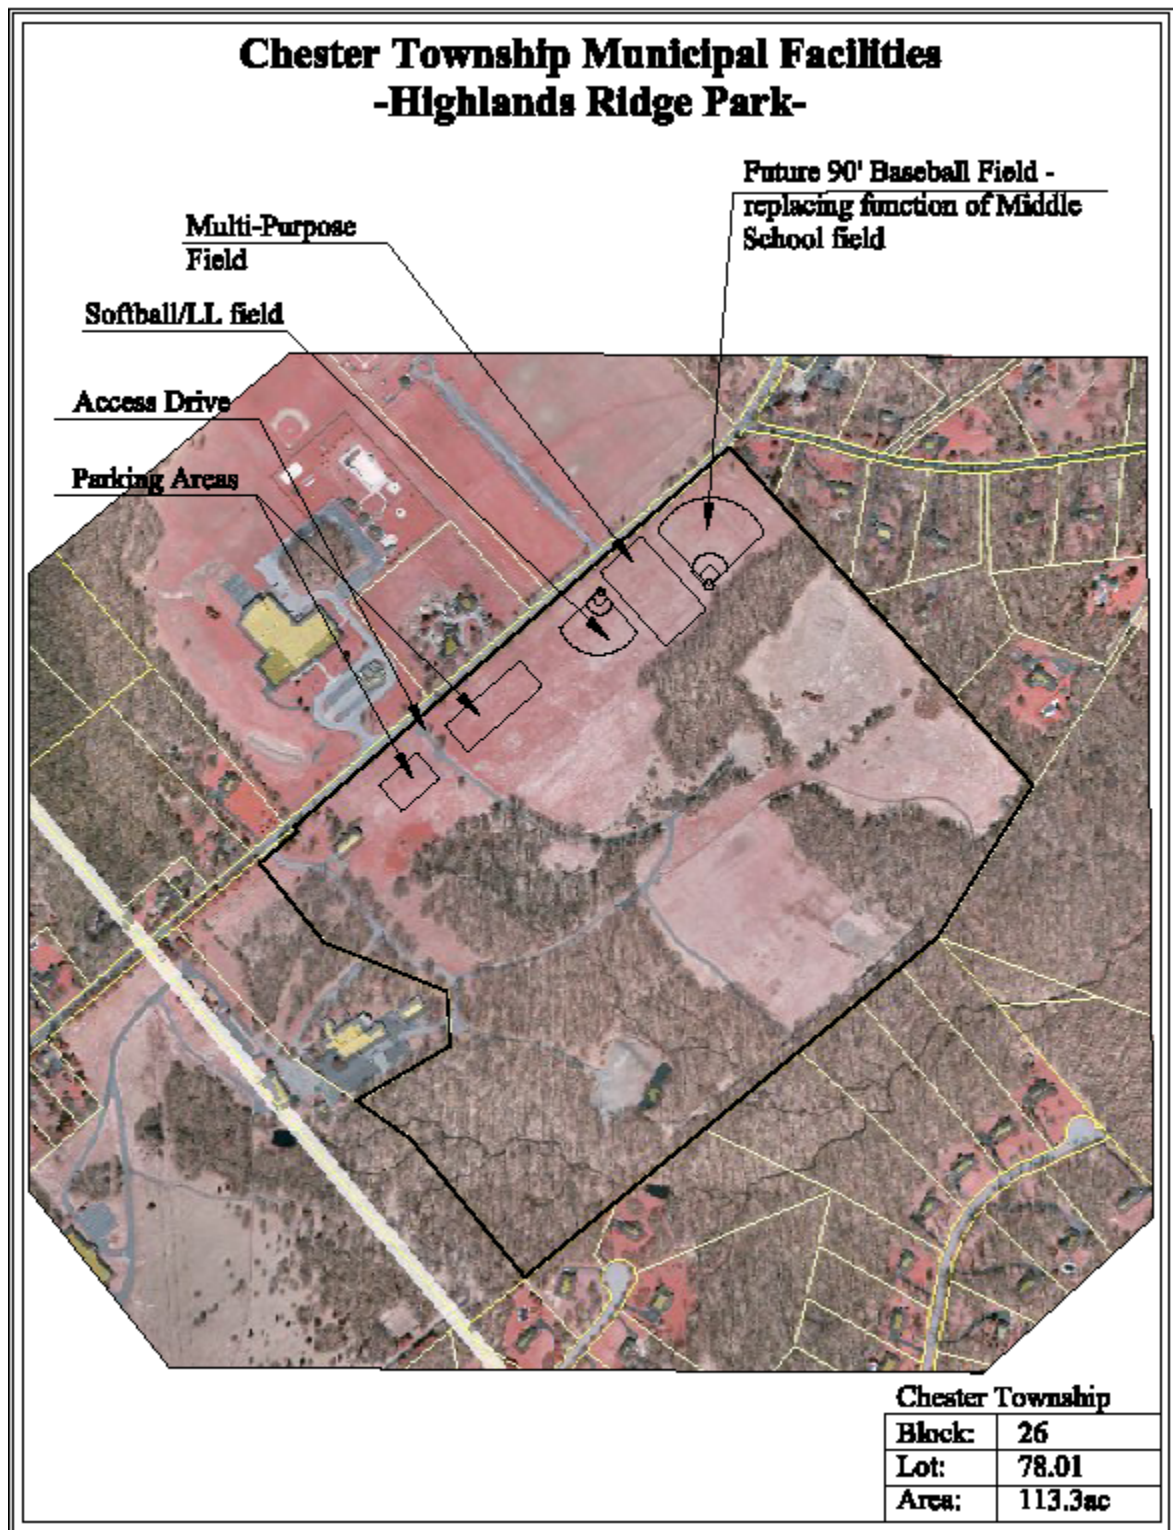 Chester Township Municipal Facilities
-Highlands Ridge Park-
Future 90' Baseball Field -
replacing function of Middle
School field
Multi-Purpose
Field
Softball/LL field
Access Drive
Parking Areas
Chester Township
Block: 26
Lot: 78.01
Area: 113.3ac